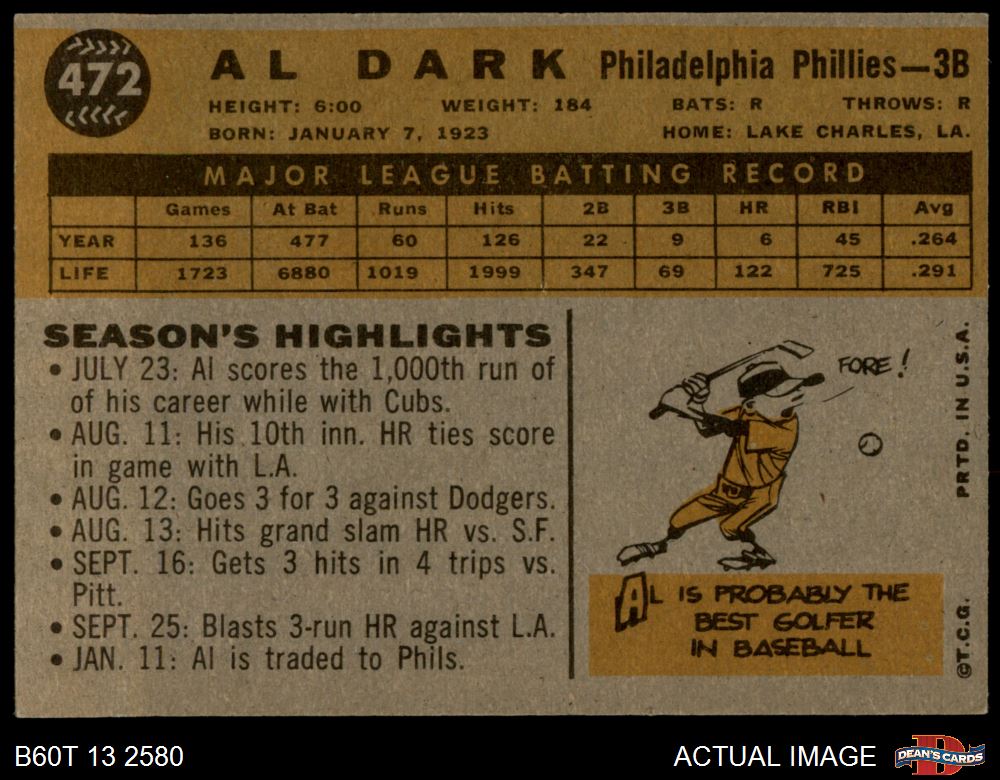 472
AL DARK Philadelphia Phillies—3B
HEIGHT: 6:00 WEIGHT: 184 BATS: R THROWS: R
BORN: JANUARY 7, 1923 HOME: LAKE CHARLES, LA.
MAJOR LEAGUE BATTING RECORD
Games At Bat Runs Hits 2B 3B HR RBI Avg
YEAR 136 477 60 126 22 9 6 45 .264
LIFE 1723 6880 1019 1999 347 69 122 725 .291
SEASON'S HIGHLIGHTS
• JULY 23: Al scores the 1,000th run of
of his career while with Cubs.
• AUG. 11: His 10th inn. HR ties score
in game with L.A.
• AUG. 12: Goes 3 for 3 against Dodgers.
• AUG. 13: Hits grand slam HR vs. S.F.
• SEPT. 16: Gets 3 hits in 4 trips vs.
Pitt.
• SEPT. 25: Blasts 3-run HR against L.A.
• JAN. 11: Al is traded to Phils.
FORE!
AL IS PROBABLY THE
BEST GOLFER
IN BASEBALL
©T.C.G. PRTD. IN U.S.A.
B60T 13 2580 ACTUAL IMAGE
D
DEAN'S CARDS